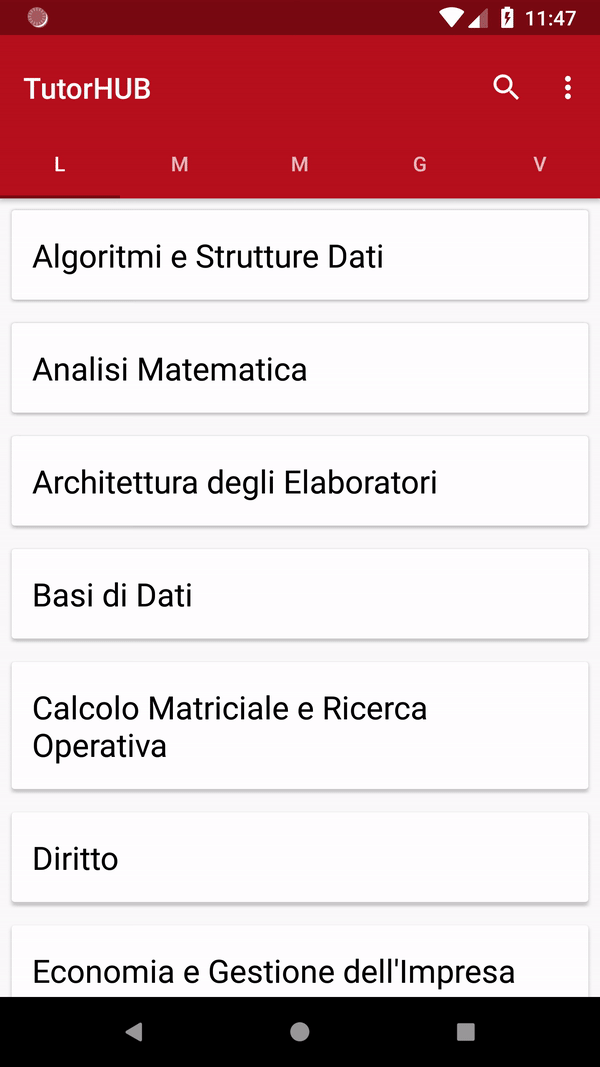 11:47
TutorHUB
L M M G V
Algoritmi e Strutture Dati
Analisi Matematica
Architettura degli Elaboratori
Basi di Dati
Calcolo Matriciale e Ricerca
Operativa
Diritto
Economia e Gestione dell'Impresa